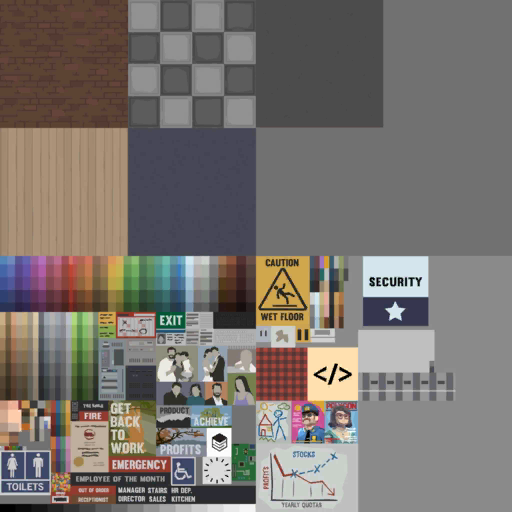 CAUTION
WET FLOOR
SECURITY
EXIT
</>
FIRE
GET
BACK
TO
WORK
PRODUCT
ACHIEVE
PROFITS
EMERGENCY
TOILETS
EMPLOYEE OF THE MONTH
OUT OF ORDER
RECEPTIONIST
MANAGER STAIRS HR DEP.
DIRECTOR SALES KITCHEN
STOCKS
PROFITS
YEARLY QUOTAS